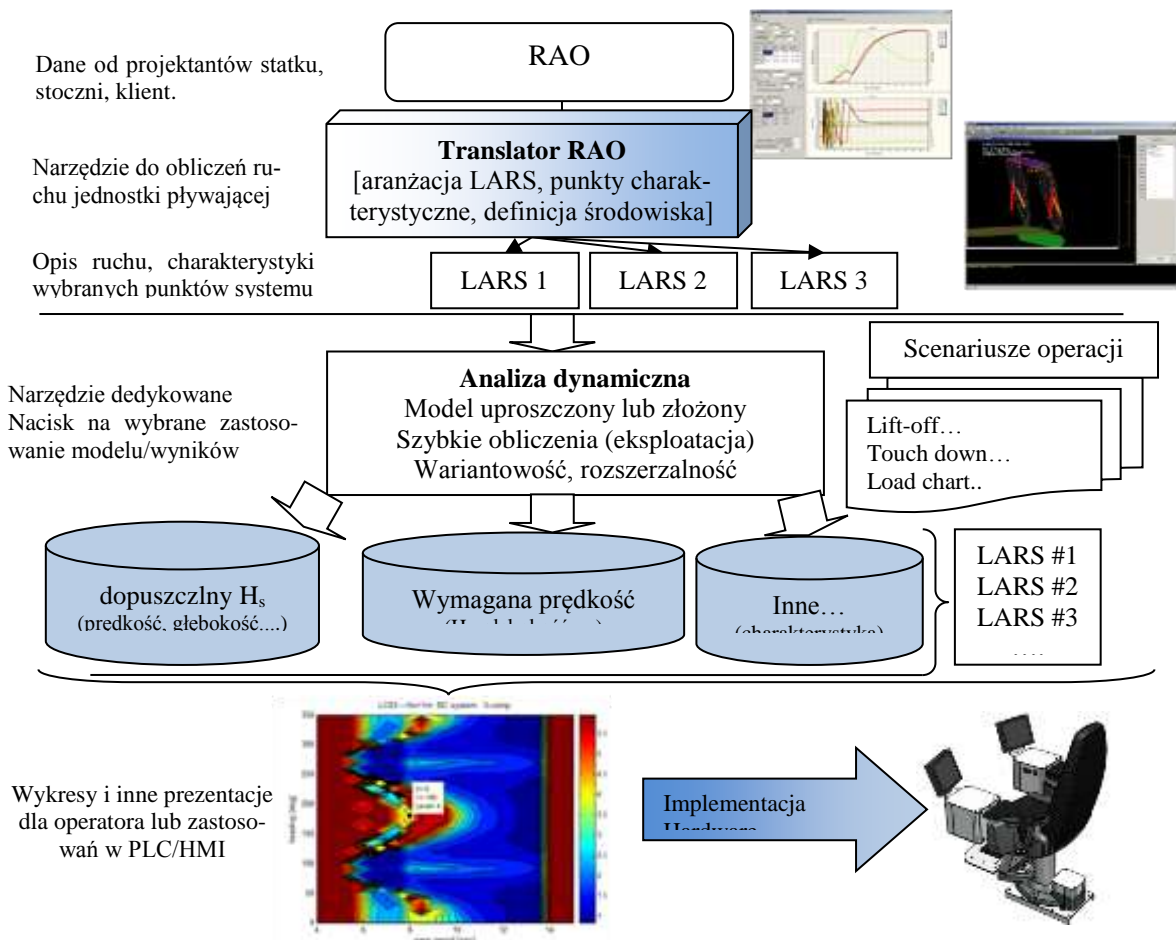 Dane od projektantów statku,
stoczni, klient.
RAO
Narzędzie do obliczeń ru-
chu jednostki pływającej
Translator RAO
[aranżacja LARS, punkty charak-
terystyczne, definicja środowiska]
Opis ruchu, charakterystyki
wybranych punktów systemu
LARS 1
LARS 2
LARS 3
Narzędzie dedykowane
Nacisk na wybrane zastoso-
wanie modelu/wyników
Analiza dynamiczna
Model uproszczony lub złożony
Szybkie obliczenia (eksploatacja)
Wariantowość, rozszerzalność
Scenariusze operacji
Lift-off…
Touch down…
Load chart..
dopuszczlny Hs
(prędkość, głębokość,...)
Wymagana prędkość
Inne…
(charakterystyka)
LARS #1
LARS #2
LARS #3
….
Wykresy i inne prezentacje
dla operatora lub zastoso-
wań w PLC/HMI
Implementacja
Hardware